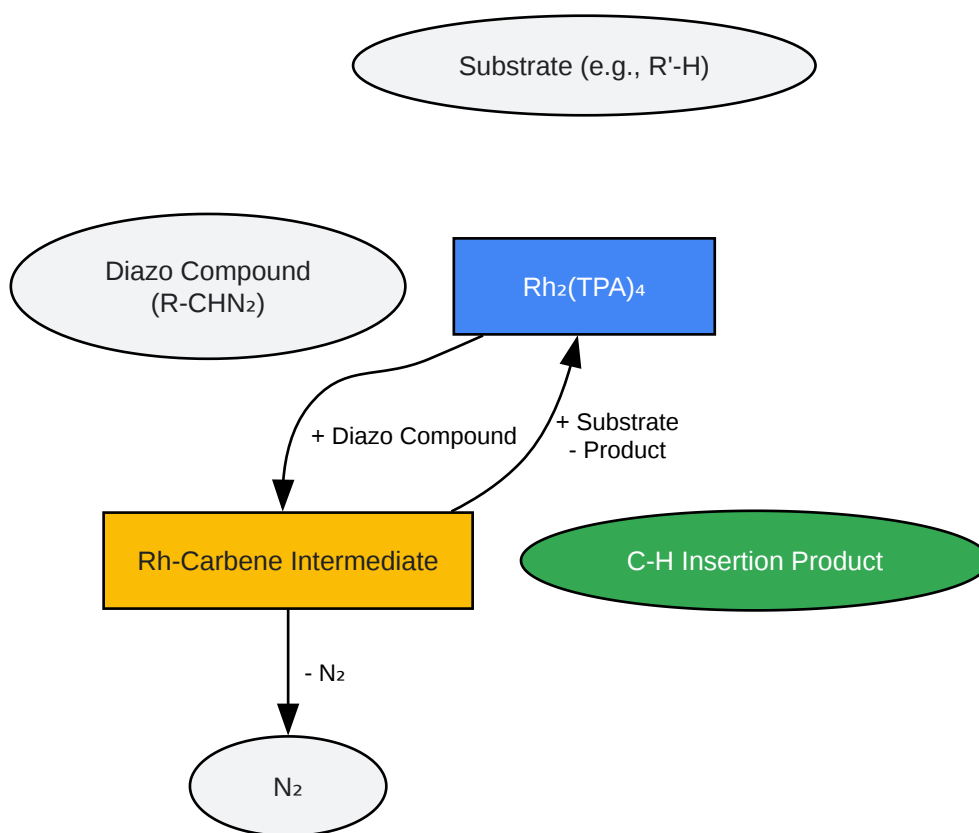 Substrate (e.g., R'-H)
Diazo Compound
(R-CHN₂)
Rh₂(TPA)₄
+ Diazo Compound
+ Substrate
- Product
Rh-Carbene Intermediate
C-H Insertion Product
- N₂
N₂